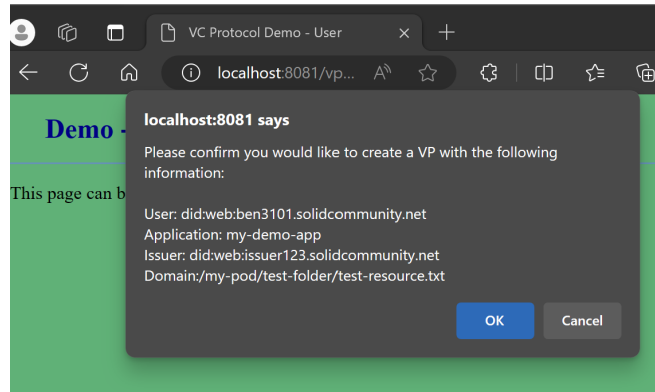 VC Protocol Demo - User
localhost:8081/vp...
localhost:8081 says
Please confirm you would like to create a VP with the following
information:
User: did:web:ben3101.solidcommunity.net
Application: my-demo-app
Issuer: did:web:issuer123.solidcommunity.net
Domain:/my-pod/test-folder/test-resource.txt
OK
Cancel
Demo -
This page can b